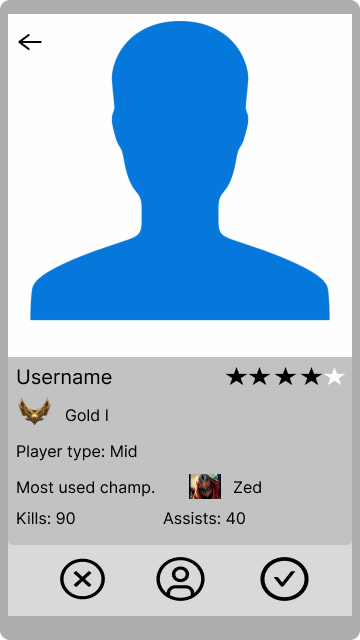 Username
Gold I
Player type: Mid
Most used champ. Zed
Kills: 90 Assists: 40